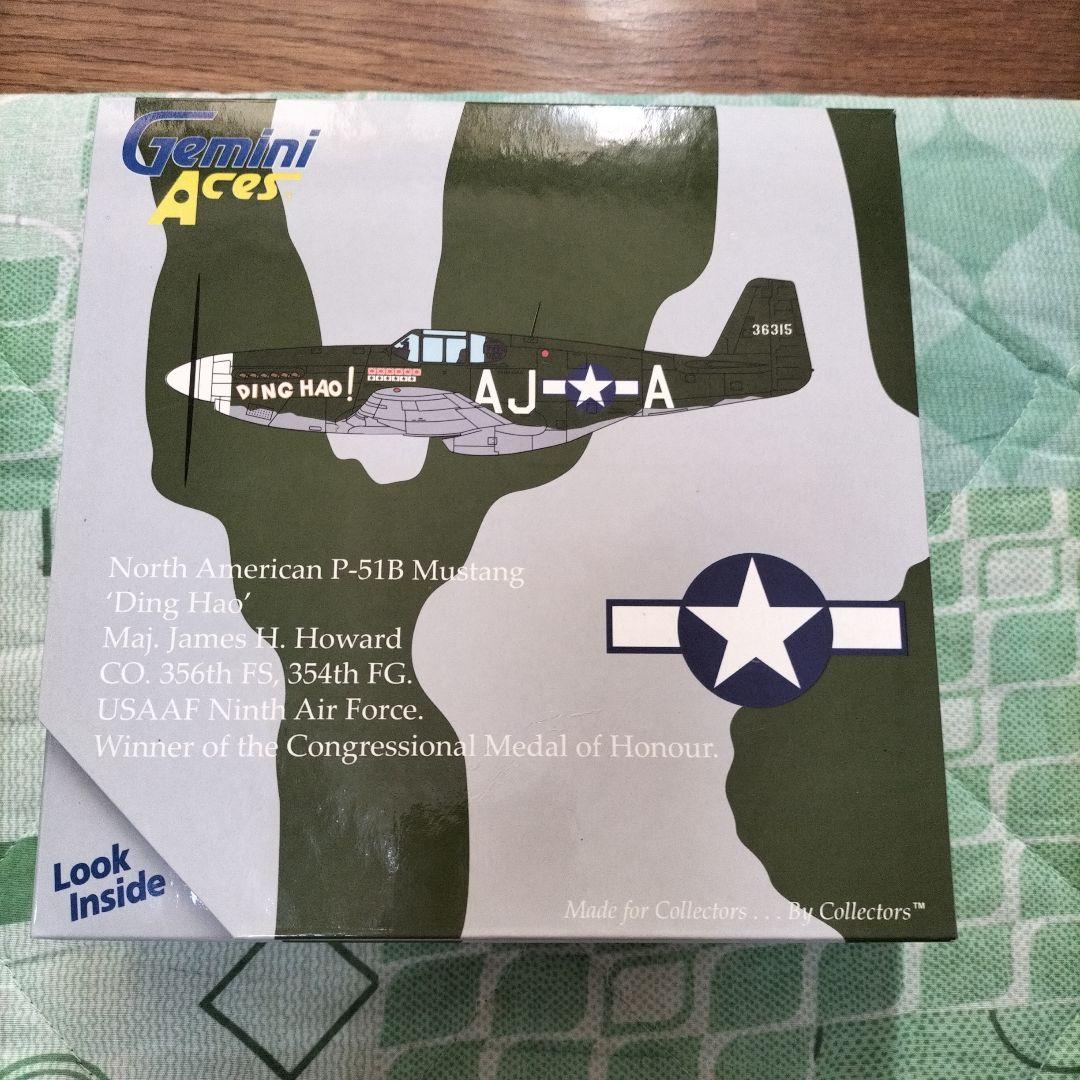 Gemini
Aces
36315
DING HAO!
AJ A
North American P-51B Mustang
‘Ding Hao’
Maj. James H. Howard
CO. 356th FS, 354th FG.
USAAF Ninth Air Force.
Winner of the Congressional Medal of Honour.
Look
Inside
Made for Collectors . . . By Collectors™